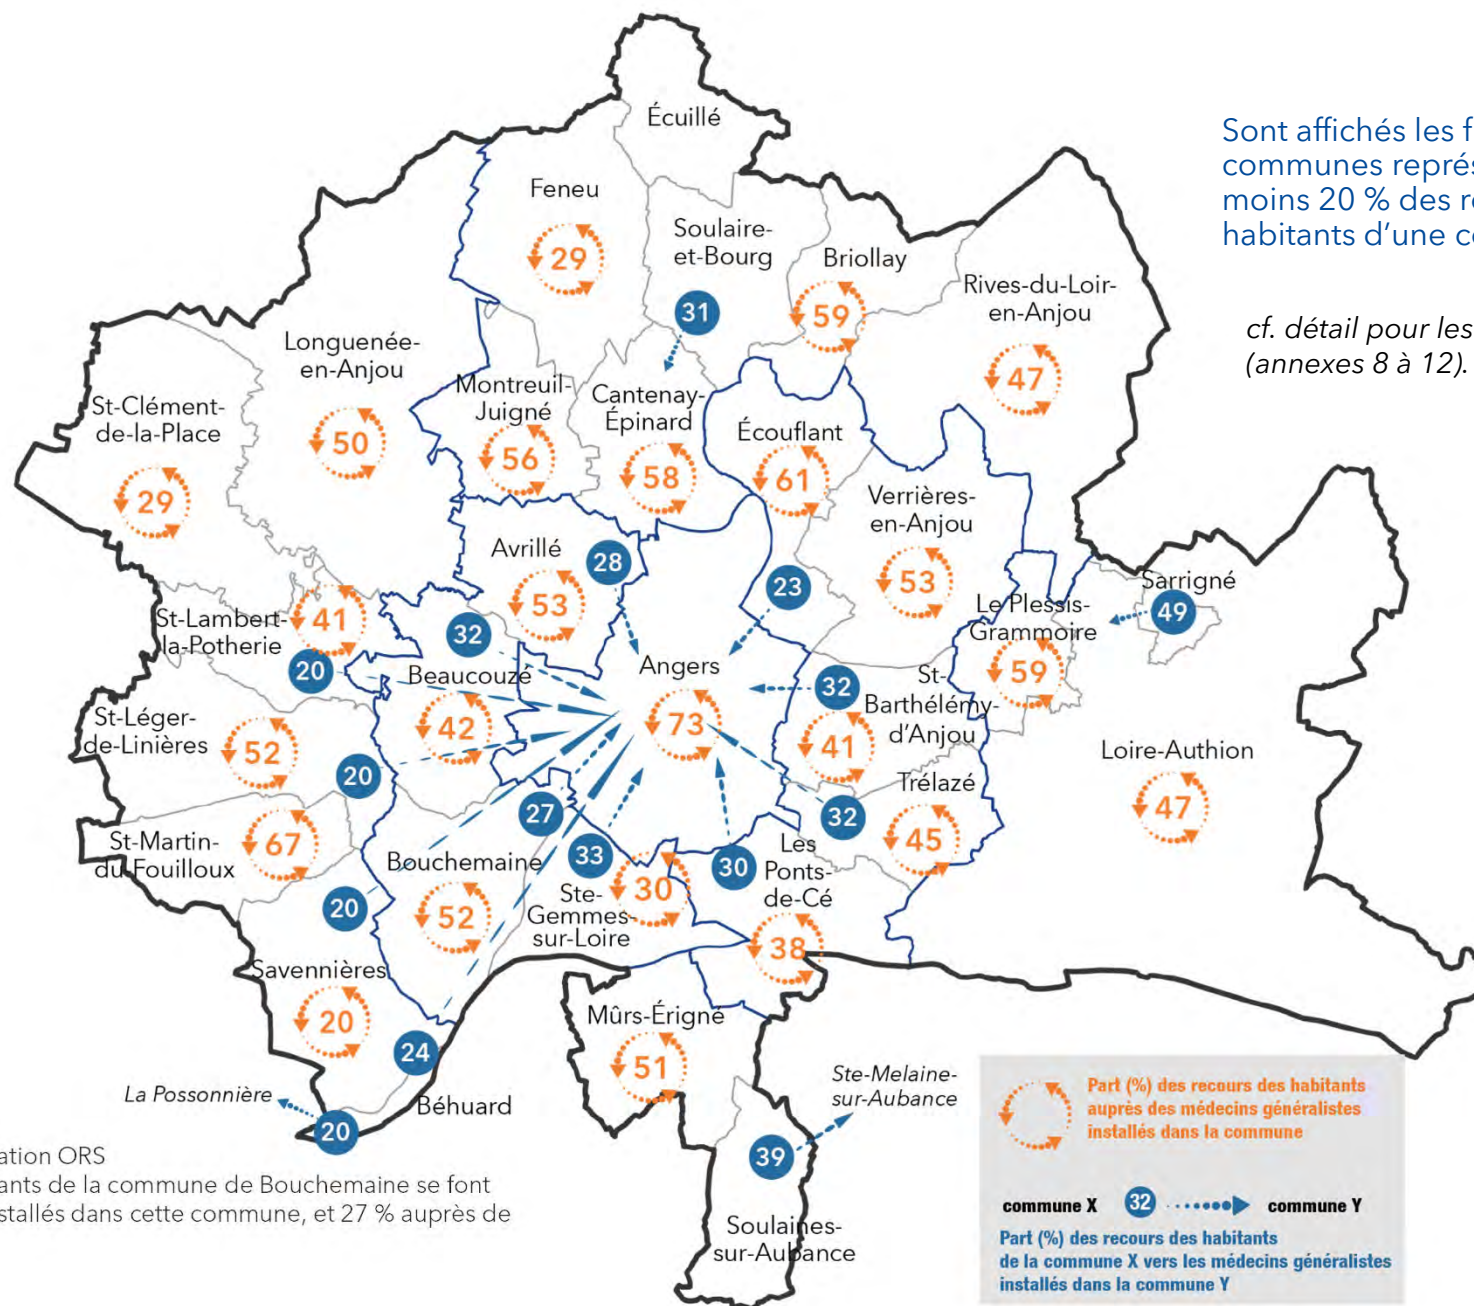 Écuillé
Sont affichés les f
communes représ
moins 20 % des re
habitants d'une co
Feneu
29
Soulaire-
et-Bourg
31
Briollay
59
Rives-du-Loir-
en-Anjou
47
cf. détail pour les
(annexes 8 à 12).
Longuenée-
en-Anjou
50
St-Clément-
de-la-Place
29
Montreuil-
Juigné
56
Cantenay-
Épinard
58
Écouflant
61
23
Verrières-
en-Anjou
53
Avrillé
53
28
Sarrigné
49
Le Plessis-
Grammoire
59
St-Lambert-
la-Potherie
41
20
32
Beaucouzé
42
Angers
73
32
St-
Barthélémy-
d'Anjou
41
St-Léger-
de-Linières
52
20
Loire-Authion
47
Trélazé
45
32
St-Martin-
du-Fouilloux
67
27
Bouchemaine
52
33
Ste-
Gemmes-
sur-Loire
30
30
Les
Ponts-
de-Cé
38
20
Savennières
20
24
Béhuard
La Possonnière
20
Mûrs-Érigné
51
Ste-Melaine-
sur-Aubance
39
Soulaines-
sur-Aubance
ation ORS
ants de la commune de Bouchemaine se font
stallés dans cette commune, et 27 % auprès de
Part (%) des recours des habitants
auprès des médecins généralistes
installés dans la commune
commune X 32 commune Y
Part (%) des recours des habitants
de la commune X vers les médecins généralistes
installés dans la commune Y